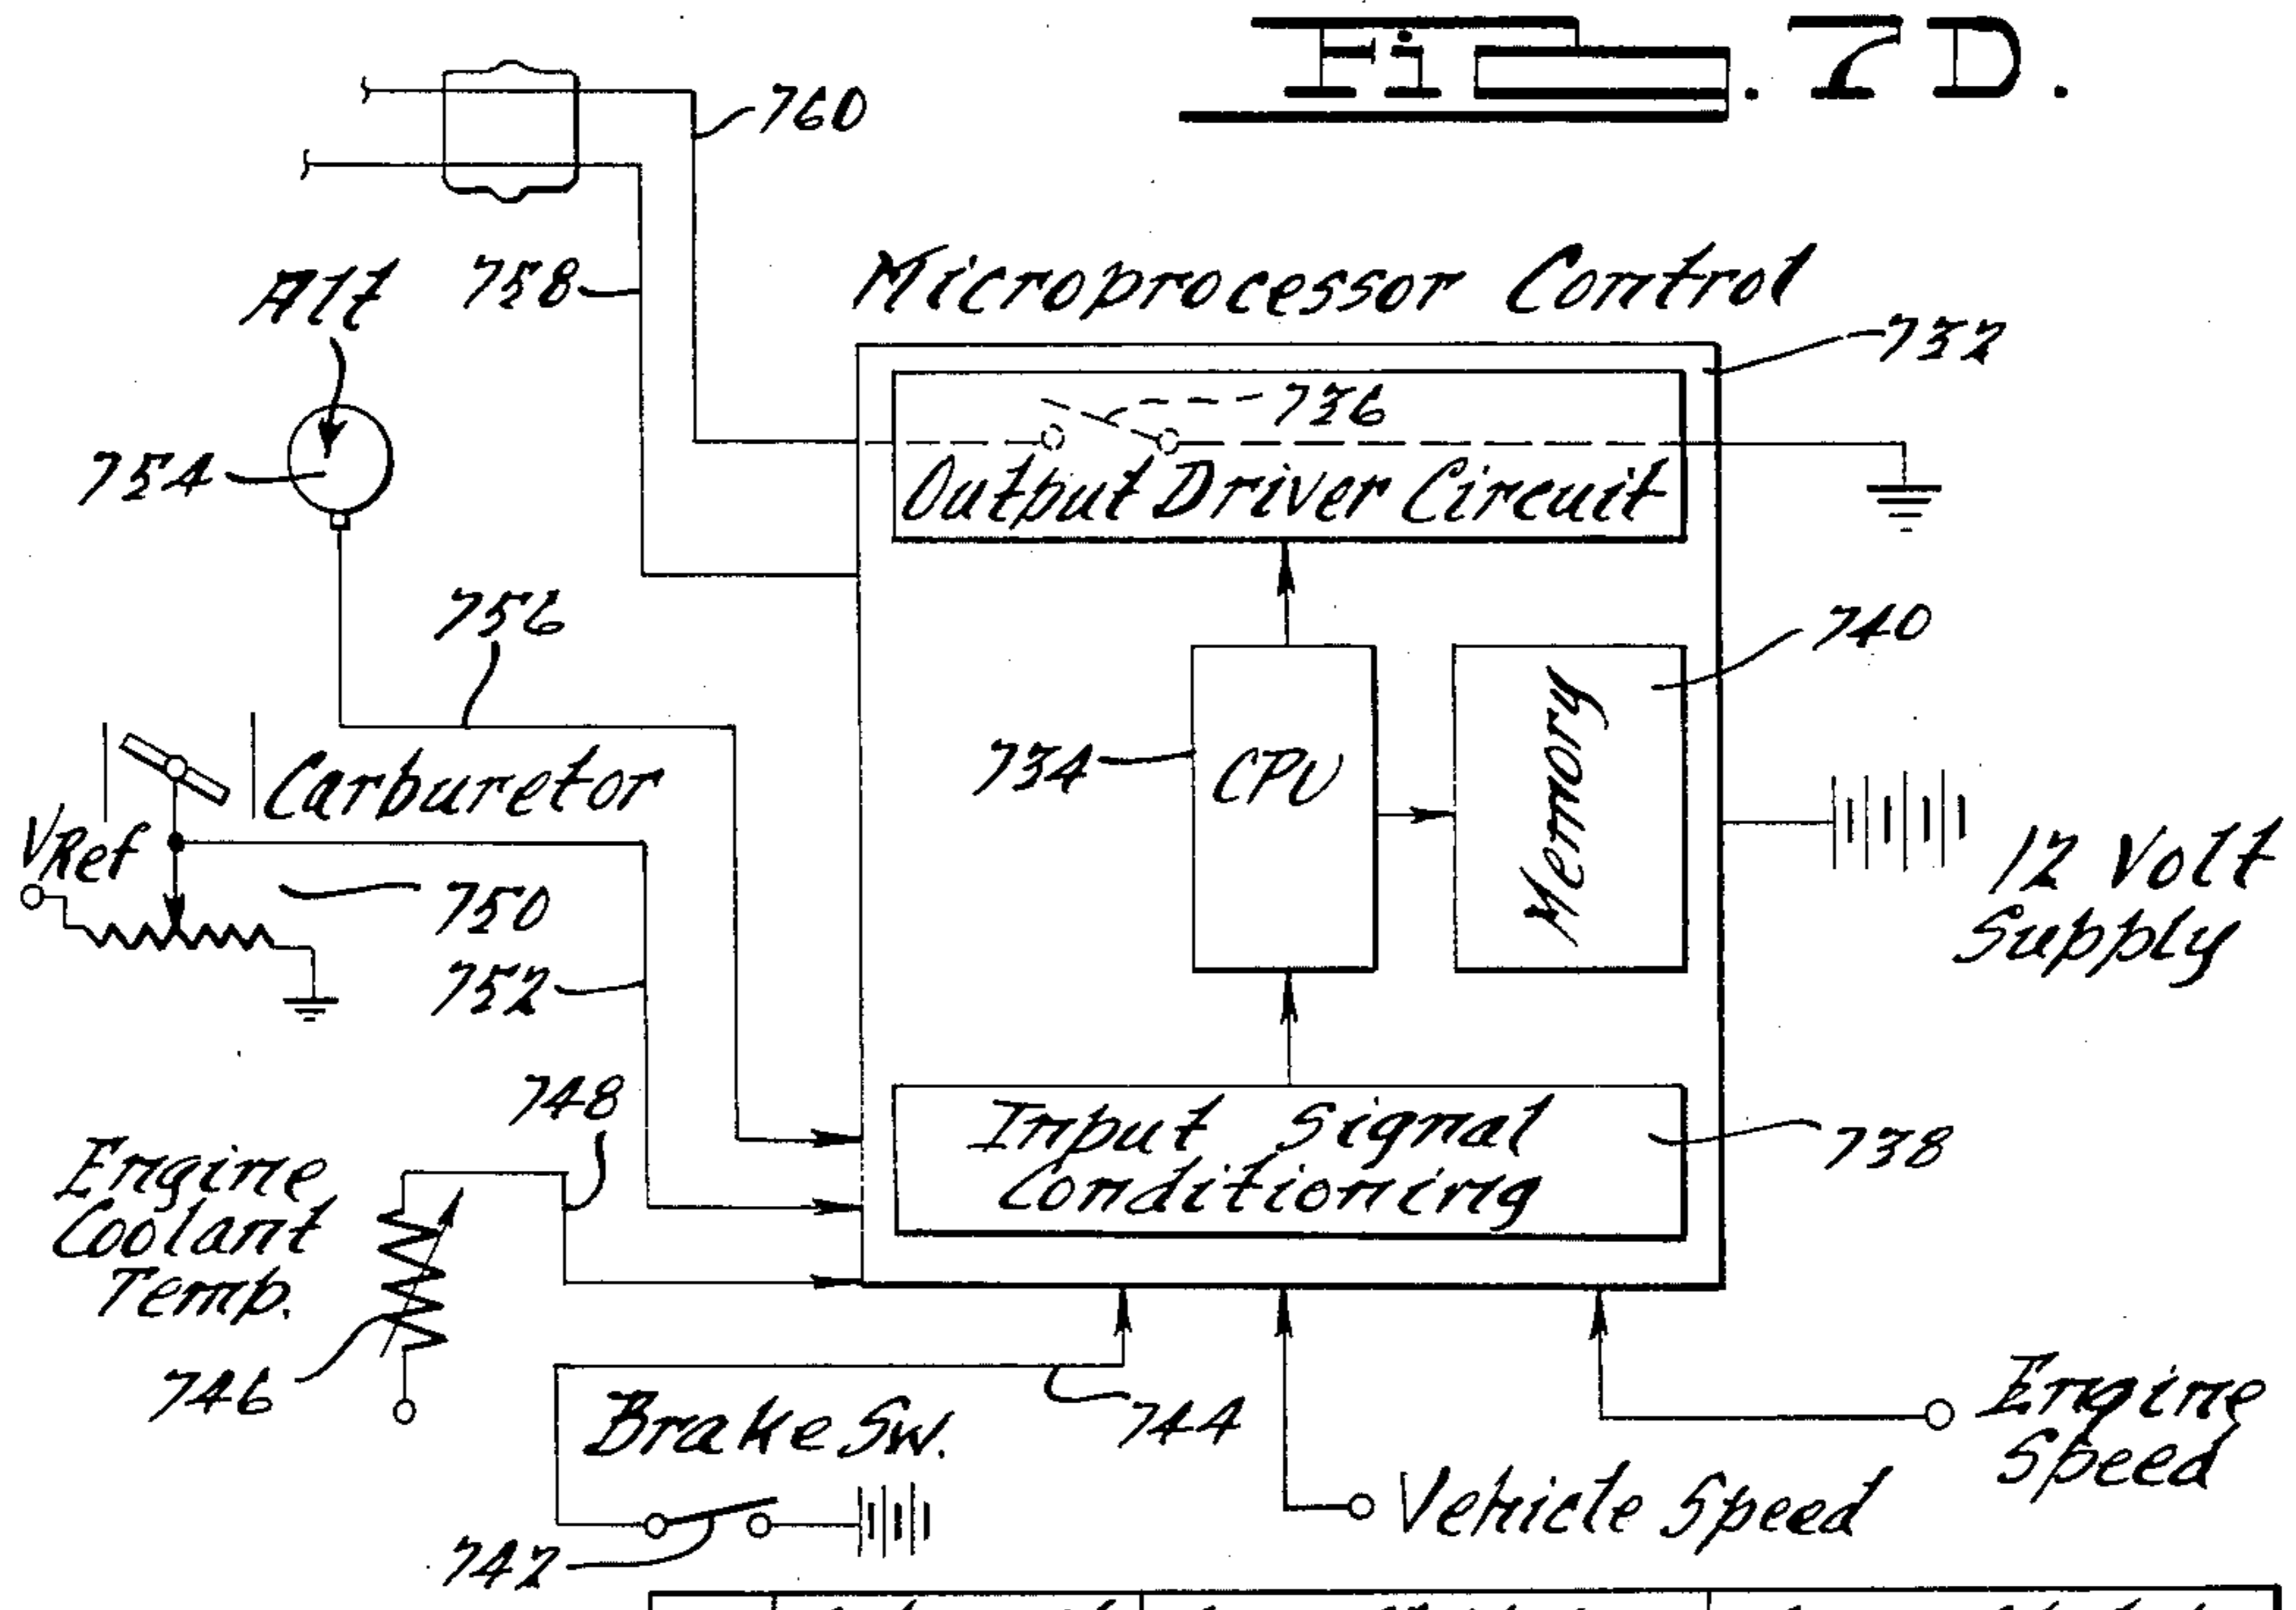 Fig. 7D.
760
Alt
758
Microprocessor Control
732
736
754
Output Driver Circuit
756
740
Carburetor
734
CPU
Memory
VRef
750
12 Volt
Supply
752
748
Input Signal
Conditioning
738
Engine
Coolant
Temp.
746
Brake Sw.
744
Engine
Speed
Vehicle Speed
742